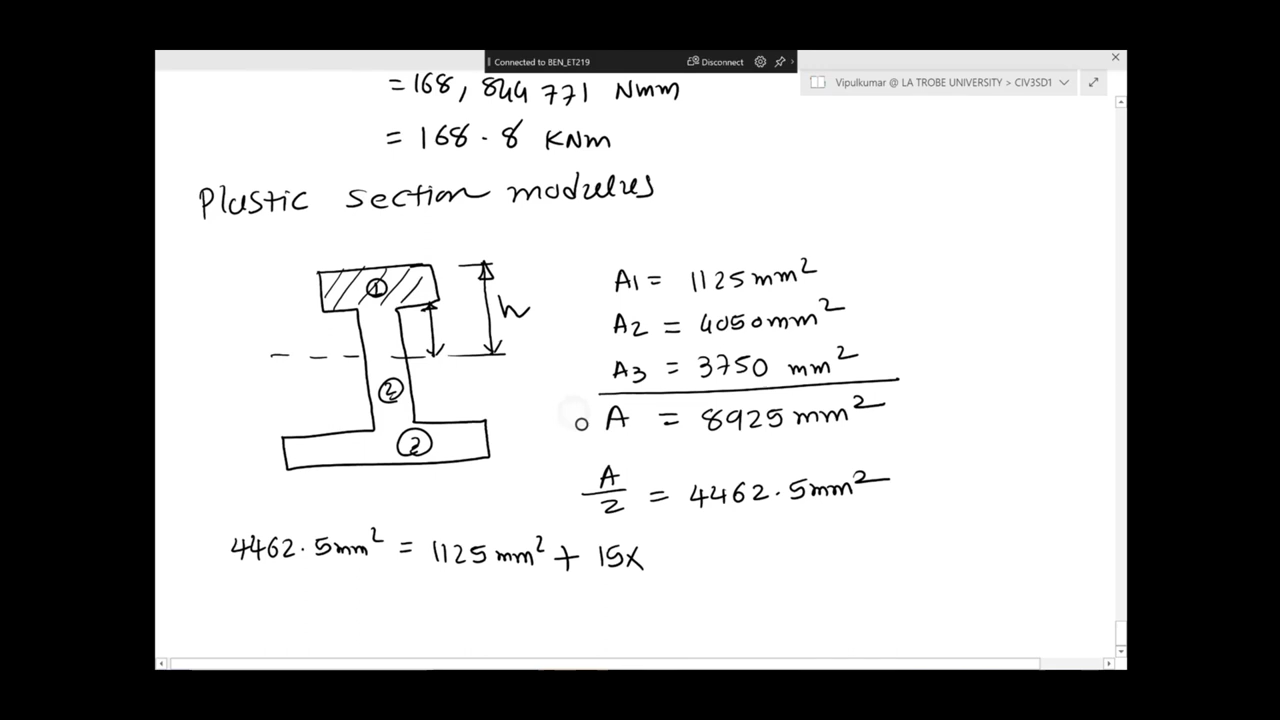 Connected to BEN_ET219 Disconnect
Vipulkumar @ LA TROBE UNIVERSITY > CIV3SD1
= 168, 844 771 Nmm
= 168.8 KNm
Plastic section modulus
1
h
2
2
A1 = 1125 mm²
A2 = 4050 mm²
A3 = 3750 mm²
A = 8925 mm²
A/2 = 4462.5 mm²
4462.5 mm² = 1125 mm² + 15x